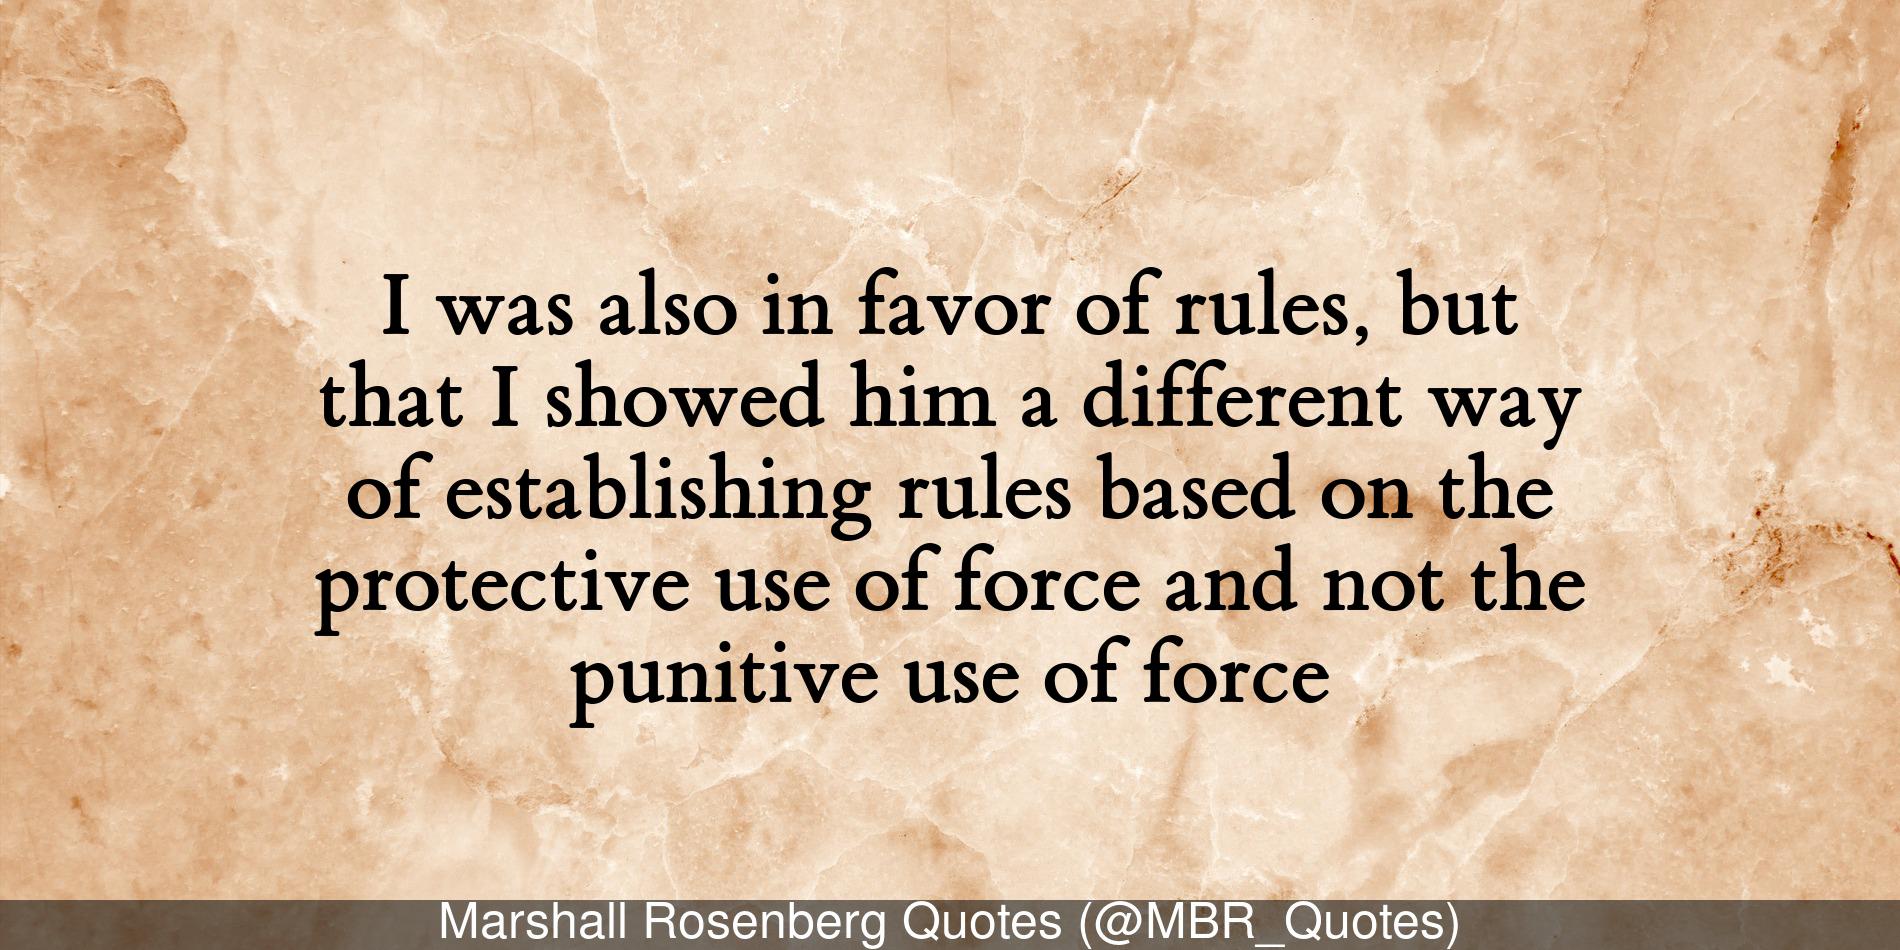 I was also in favor of rules, but
that I showed him a different way
of establishing rules based on the
protective use of force and not the
punitive use of force
Marshall Rosenberg Quotes (@MBR_Quotes)